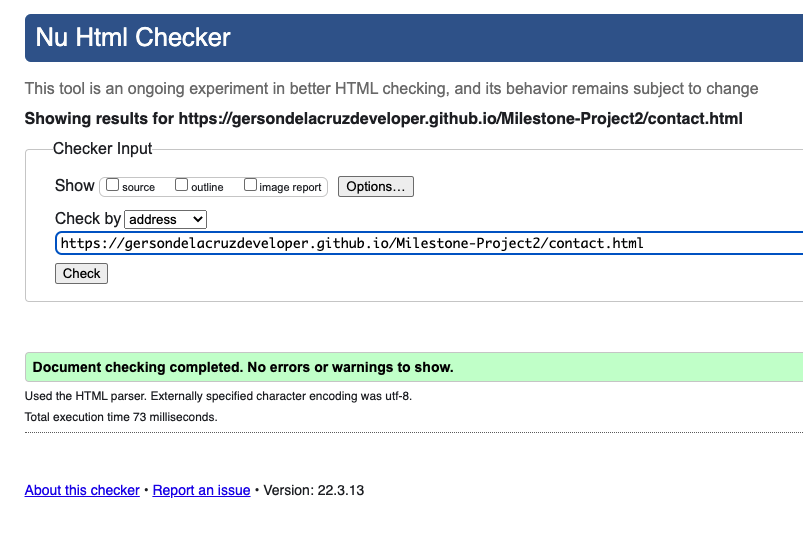 Nu Html Checker
This tool is an ongoing experiment in better HTML checking, and its behavior remains subject to change
Showing results for https://gersondelacruzdeveloper.github.io/Milestone-Project2/contact.html
Checker Input
Show source outline image report Options...
Check by address
https://gersondelacruzdeveloper.github.io/Milestone-Project2/contact.html
Check
Document checking completed. No errors or warnings to show.
Used the HTML parser. Externally specified character encoding was utf-8.
Total execution time 73 milliseconds.
About this checker • Report an issue • Version: 22.3.13